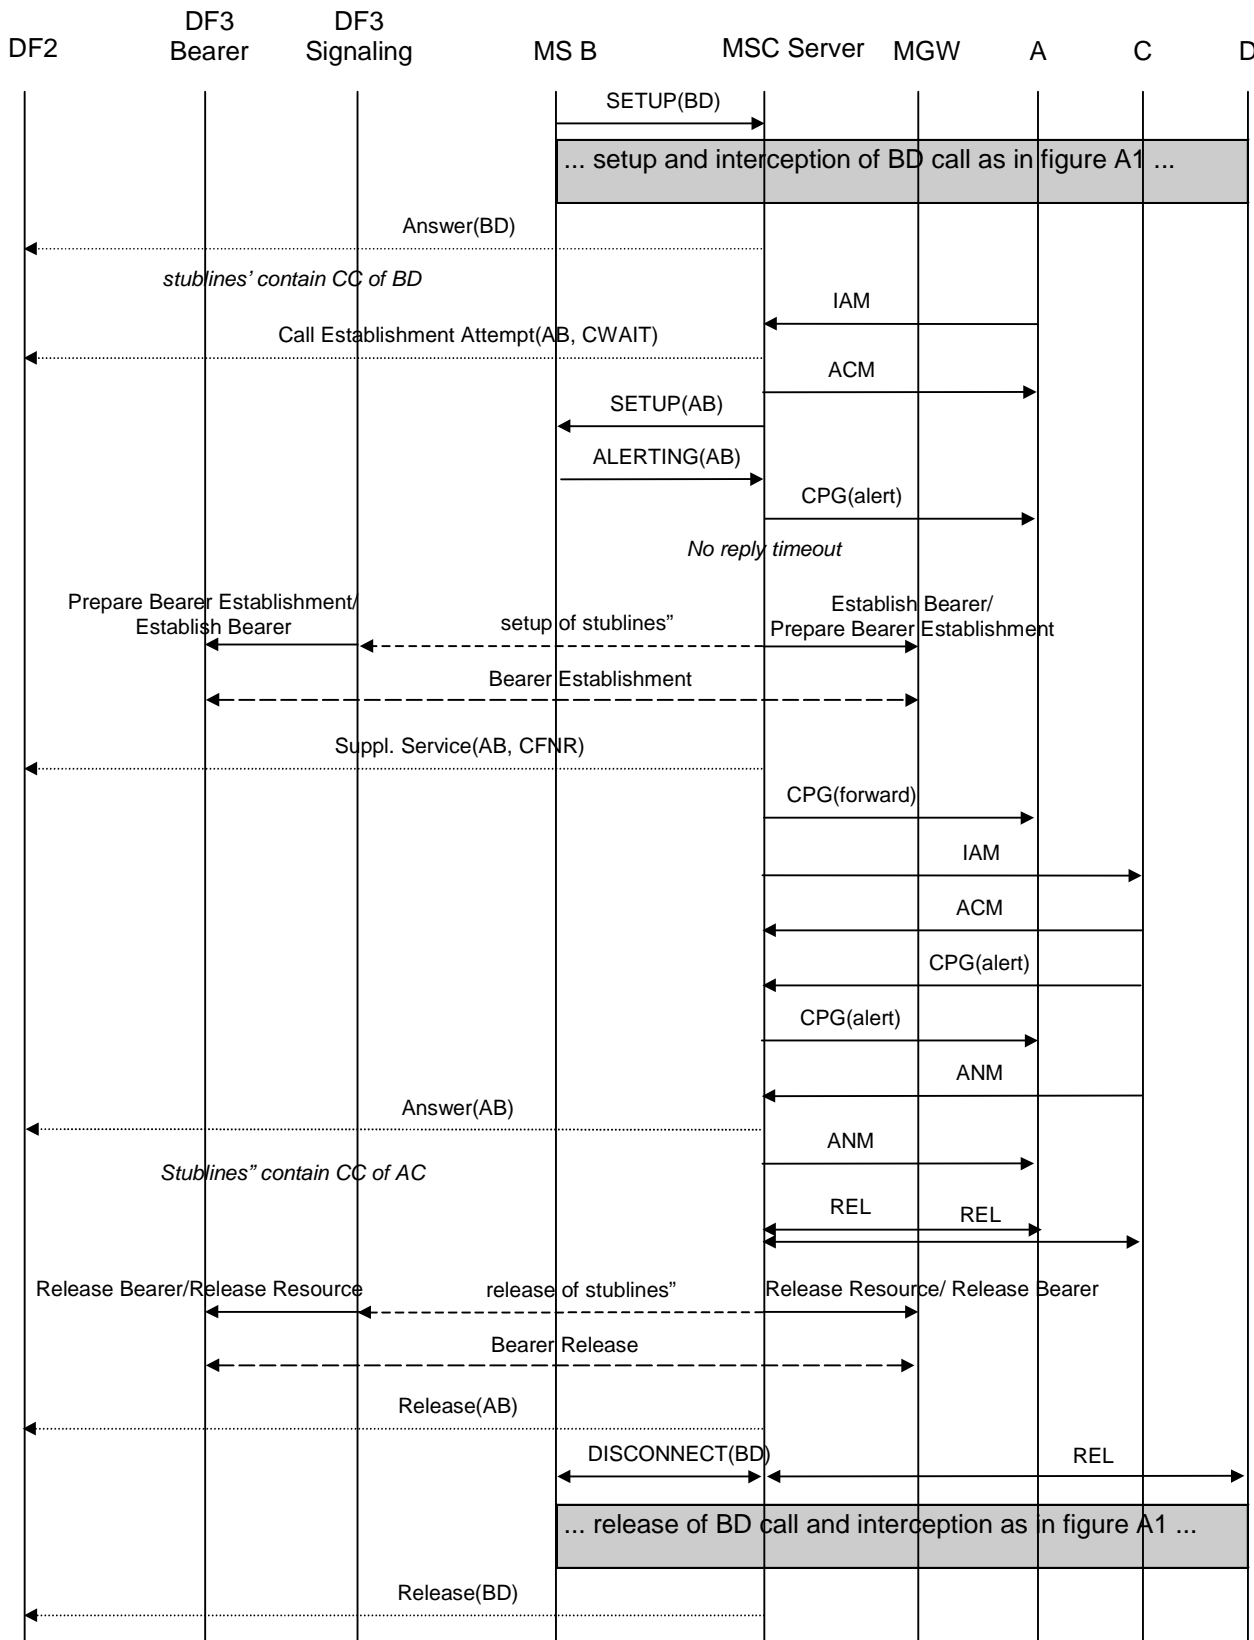 DF2
DF3
Bearer
DF3
Signaling
MS B
MSC Server
MGW
A
C
D
SETUP(BD)
... setup and interception of BD call as in figure A1 ...
Answer(BD)
stublines’ contain CC of BD
IAM
Call Establishment Attempt(AB, CWAIT)
ACM
SETUP(AB)
ALERTING(AB)
CPG(alert)
No reply timeout
Prepare Bearer Establishment/
Establish Bearer
setup of stublines”
Establish Bearer/
Prepare Bearer Establishment
Bearer Establishment
Suppl. Service(AB, CFNR)
CPG(forward)
IAM
ACM
CPG(alert)
CPG(alert)
ANM
Answer(AB)
ANM
Stublines” contain CC of AC
REL
REL
Release Bearer/Release Resource
release of stublines”
Release Resource/ Release Bearer
Bearer Release
Release(AB)
DISCONNECT(BD)
REL
... release of BD call and interception as in figure A1 ...
Release(BD)